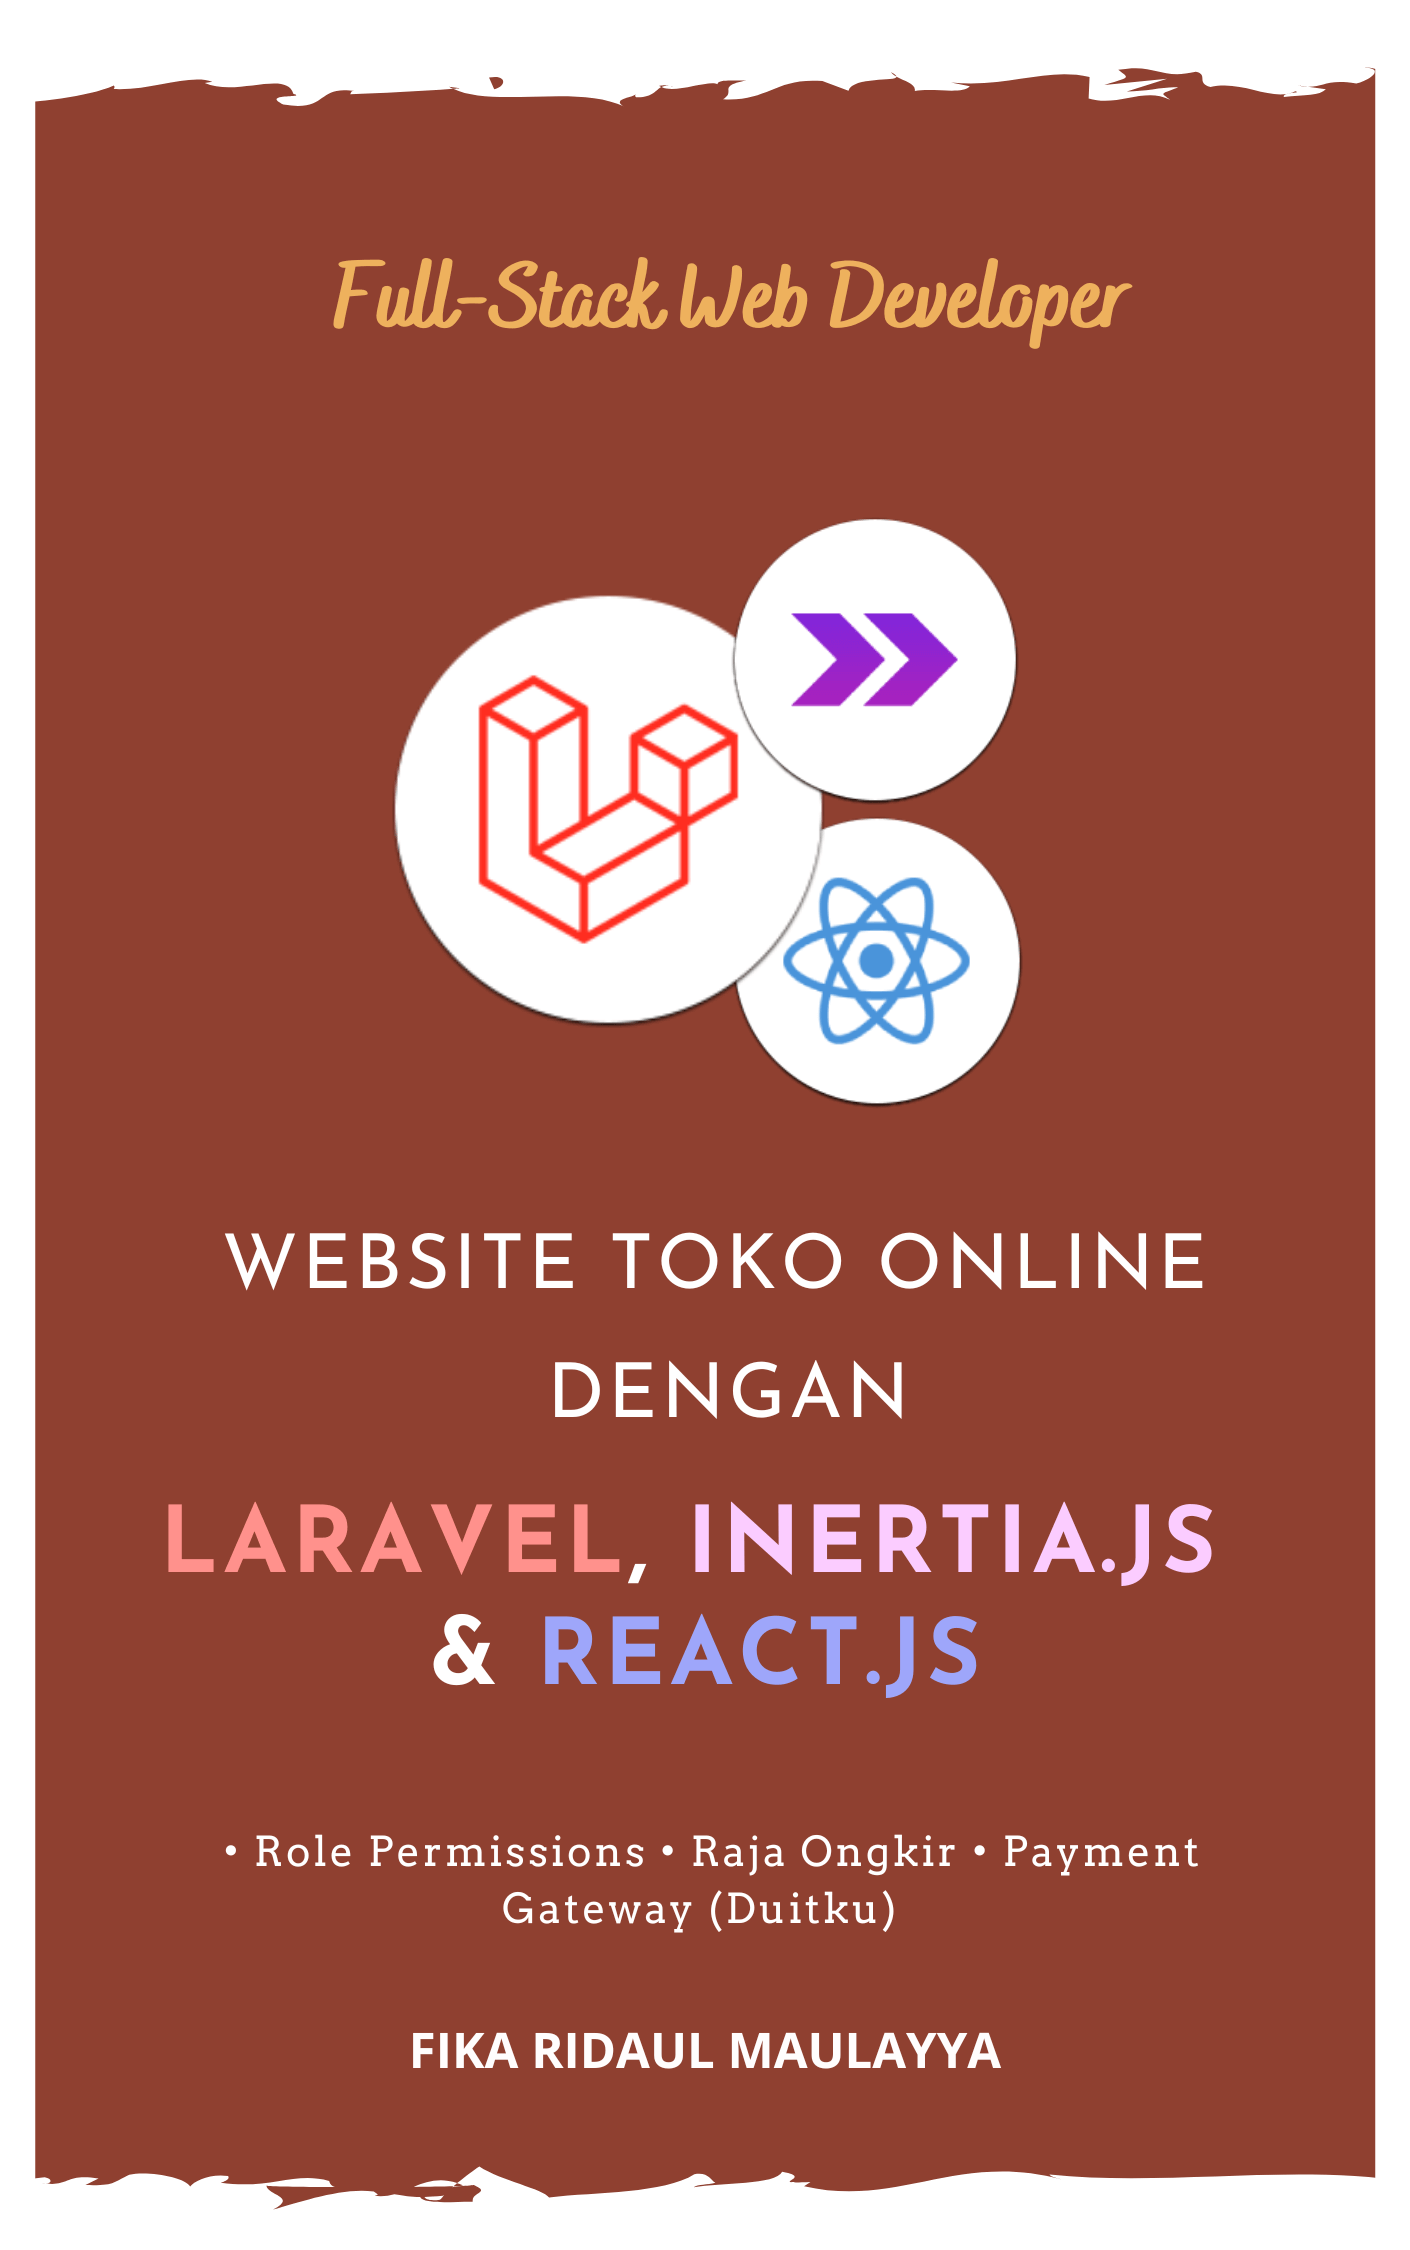 Full-Stack Web Developer
WEBSITE TOKO ONLINE
DENGAN
LARAVEL, INERTIA.JS
& REACT.JS
• Role Permissions • Raja Ongkir • Payment
Gateway (Duitku)
FIKA RIDAUL MAULAYYA